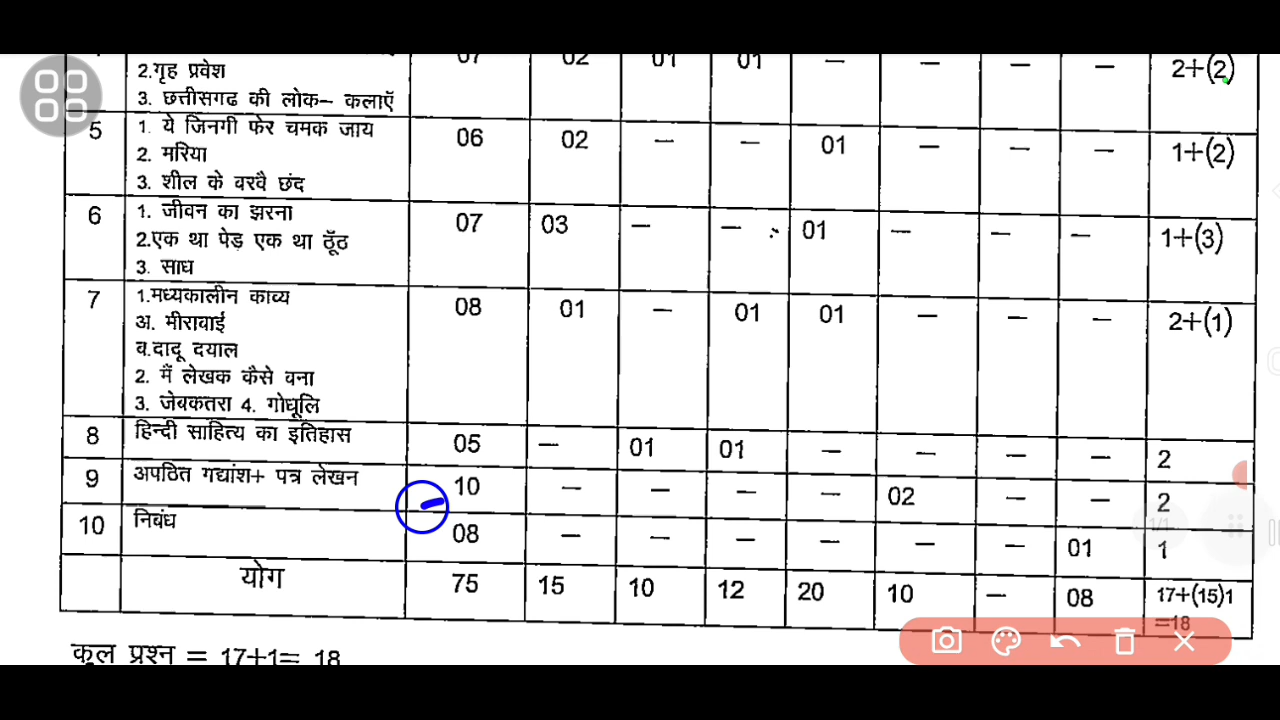 07 02 01 01 — — — — 2+(2)
2.गृह प्रवेश
3. छत्तीसगढ की लोक– कलाएॅ
5 1. ये जिनगी फेर चमक जाय 06 02 — — 01 — — — 1+(2)
2. मरिया
3. शील के वरवै छंद
6 1. जीवन का झरना 07 03 — — 01 — — — 1+(3)
2.एक था पेड़ एक था ठूॅठ
3. साध
7 1.मध्यकालीन काव्य 08 01 — 01 01 — — — 2+(1)
अ. मीरावाई
व.दादू दयाल
2. मैं लेखक कैसे वना
3. जेबकतरा 4. गोधूलि
8 हिन्दी साहित्य का इतिहास 05 — 01 01 — — — — 2
9 अपठित गद्यांश+ पत्र लेखन 10 — — — — 02 — — 2
10 निबंध 08 — — — — — — 01 1
योग 75 15 10 12 20 10 — 08 17+(15)1
=18
कुल प्रश्न = 17+1= 18
1/1